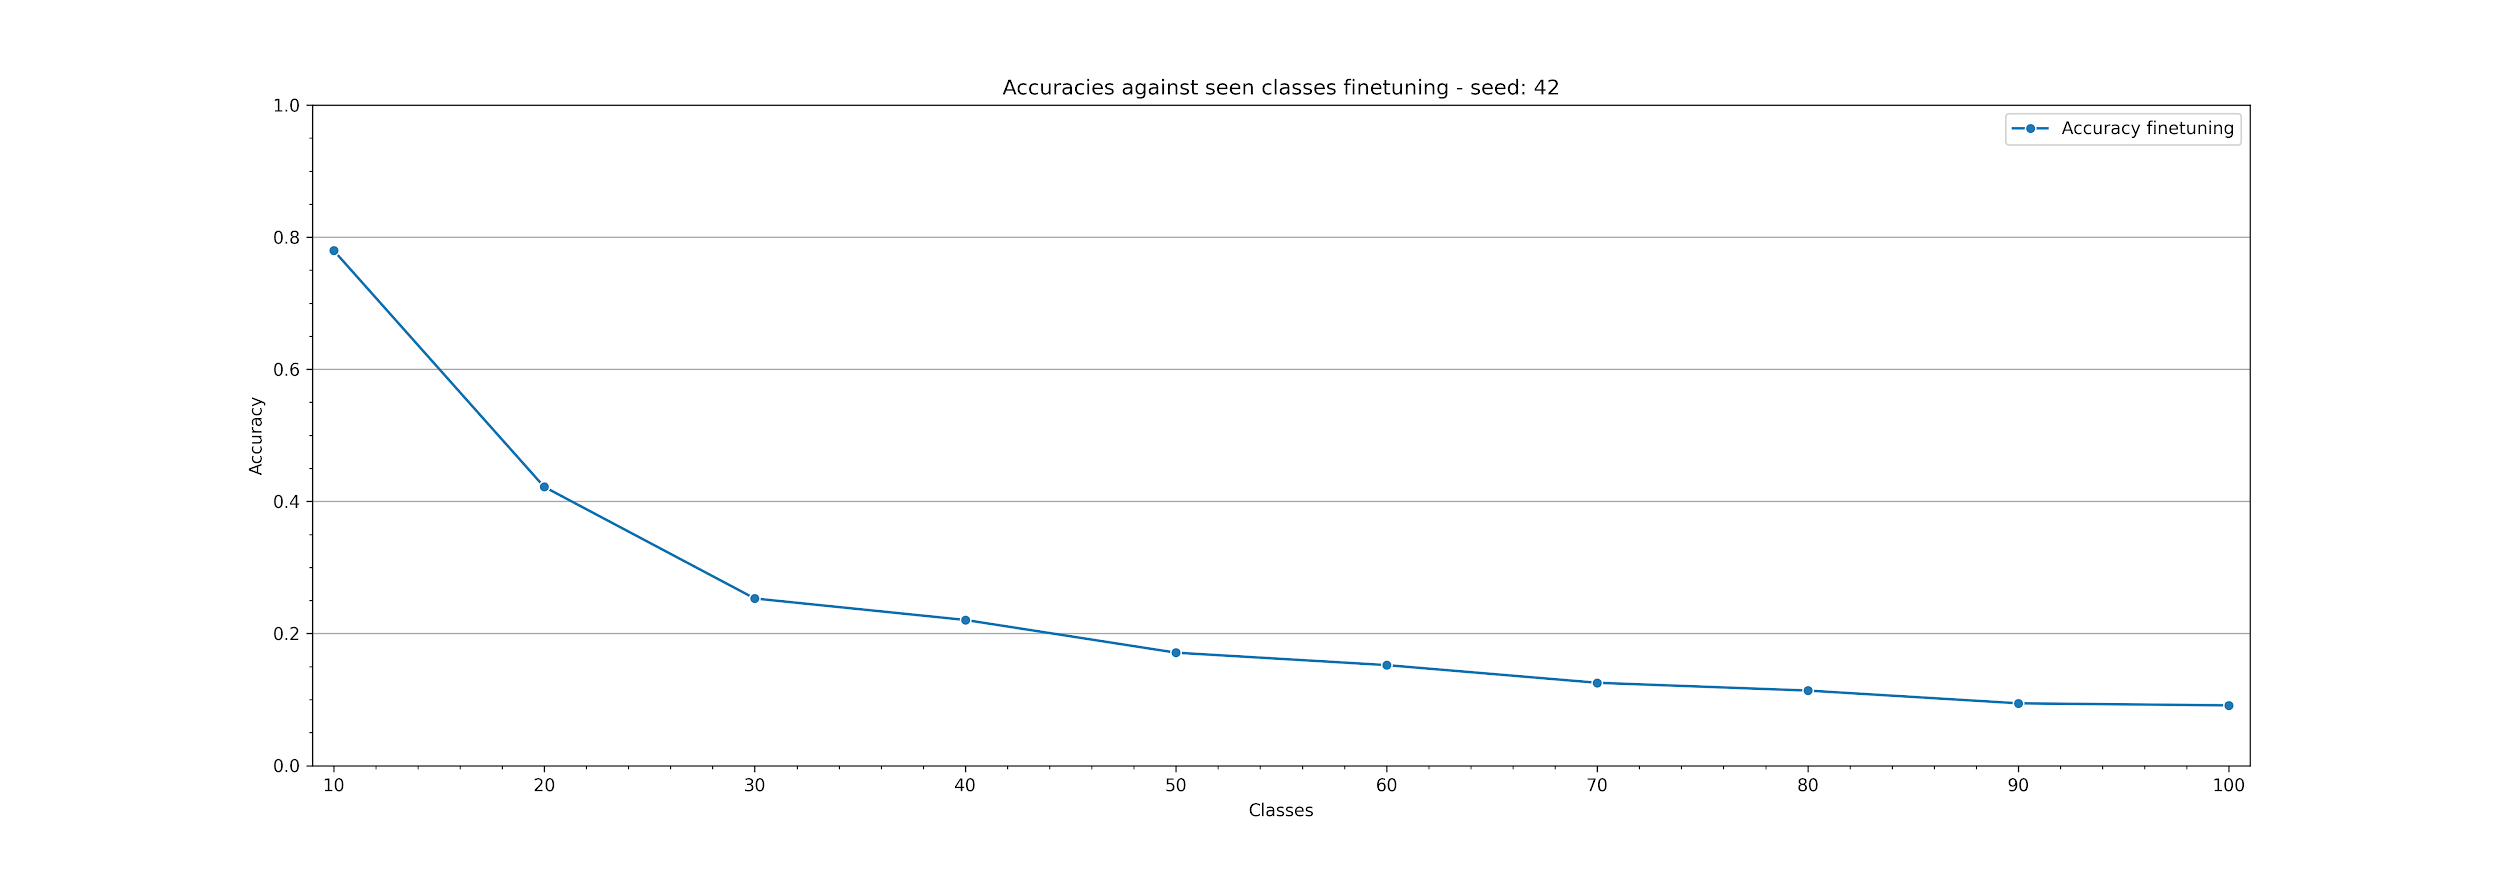 Accuracies against seen classes finetuning - seed: 42
Accuracy finetuning
1.0
0.8
0.6
0.4
0.2
0.0
Accuracy
10 20 30 40 50 60 70 80 90 100
Classes